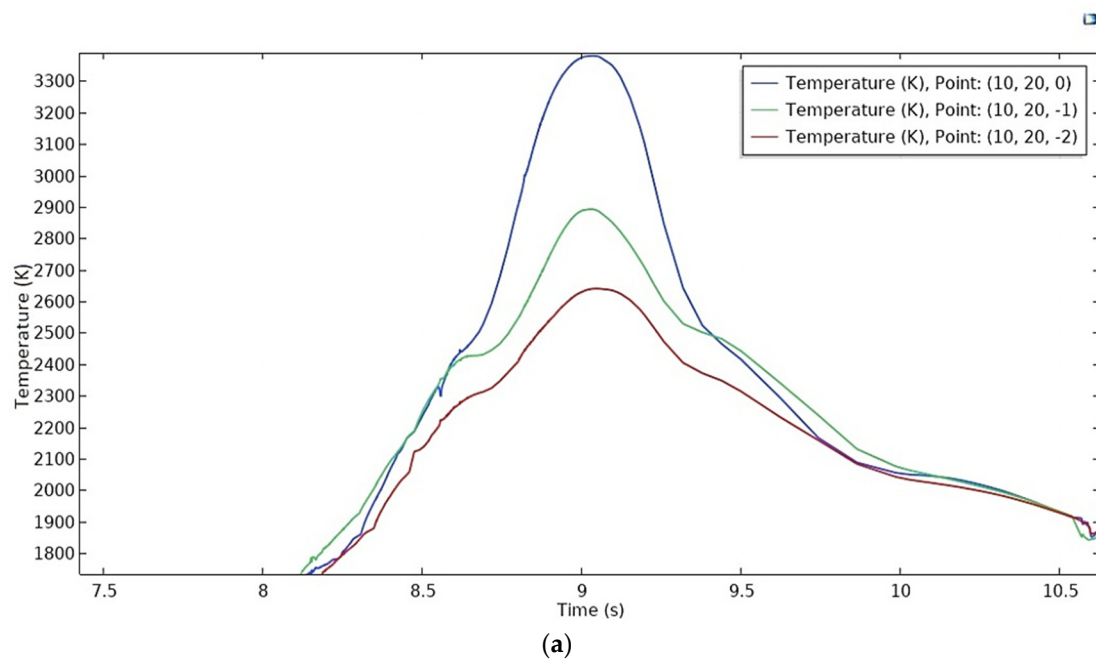 3300
3200
3100
3000
2900
2800
2700
2600
2500
2400
2300
2200
2100
2000
1900
1800
Temperature (K)
Temperature (K), Point: (10, 20, 0)
Temperature (K), Point: (10, 20, -1)
Temperature (K), Point: (10, 20, -2)
7.5 8 8.5 9 9.5 10 10.5
Time (s)
(a)